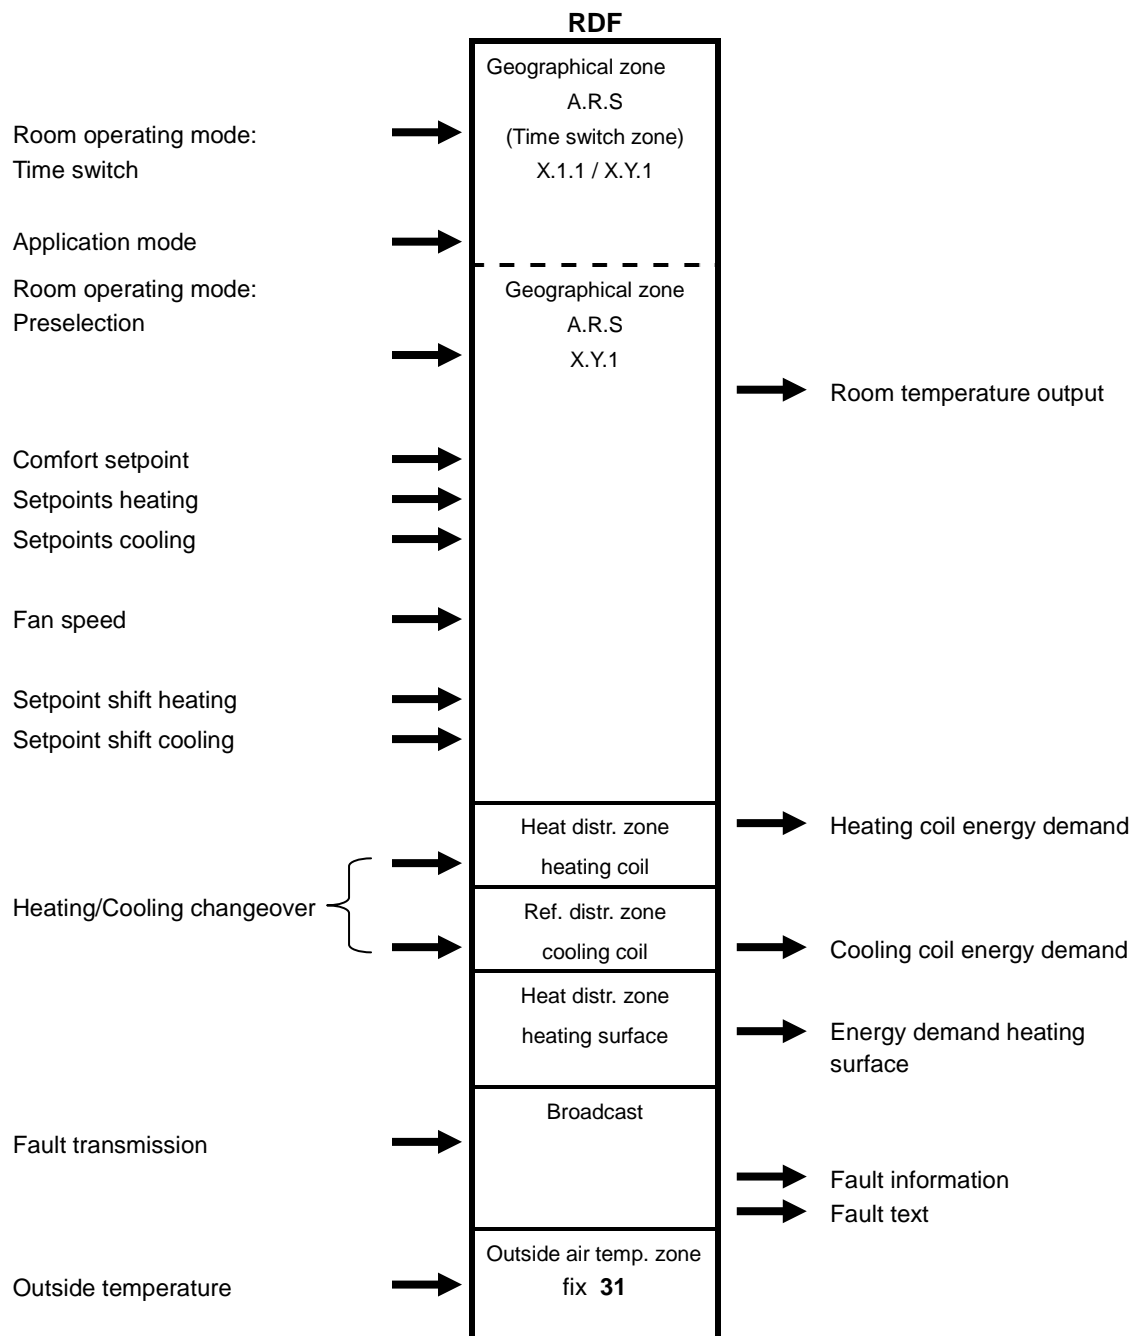 RDF
Geographical zone
A.R.S
Room operating mode:
(Time switch zone)
Time switch
X.1.1 / X.Y.1
Application mode
Room operating mode:
Geographical zone
Preselection
A.R.S
X.Y.1
Room temperature output
Comfort setpoint
Setpoints heating
Setpoints cooling
Fan speed
Setpoint shift heating
Setpoint shift cooling
Heat distr. zone
Heating coil energy demand
heating coil
Heating/Cooling changeover
Ref. distr. zone
cooling coil
Cooling coil energy demand
Heat distr. zone
heating surface
Energy demand heating
surface
Broadcast
Fault transmission
Fault information
Fault text
Outside air temp. zone
Outside temperature
fix 31